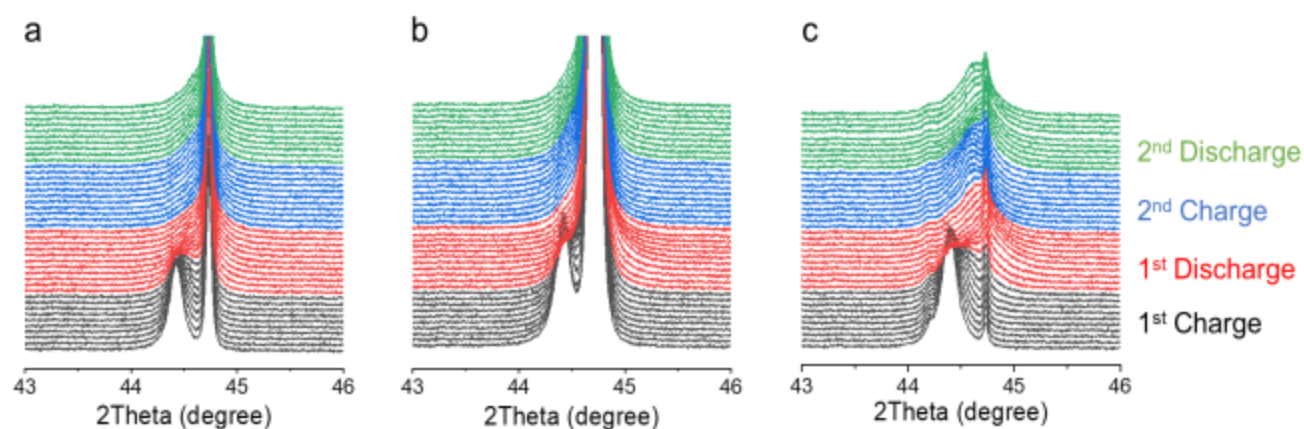 a
b
c
2nd Discharge
2nd Charge
1st Discharge
1st Charge
43 44 45 46
43 44 45 46
43 44 45 46
2Theta (degree)
2Theta (degree)
2Theta (degree)